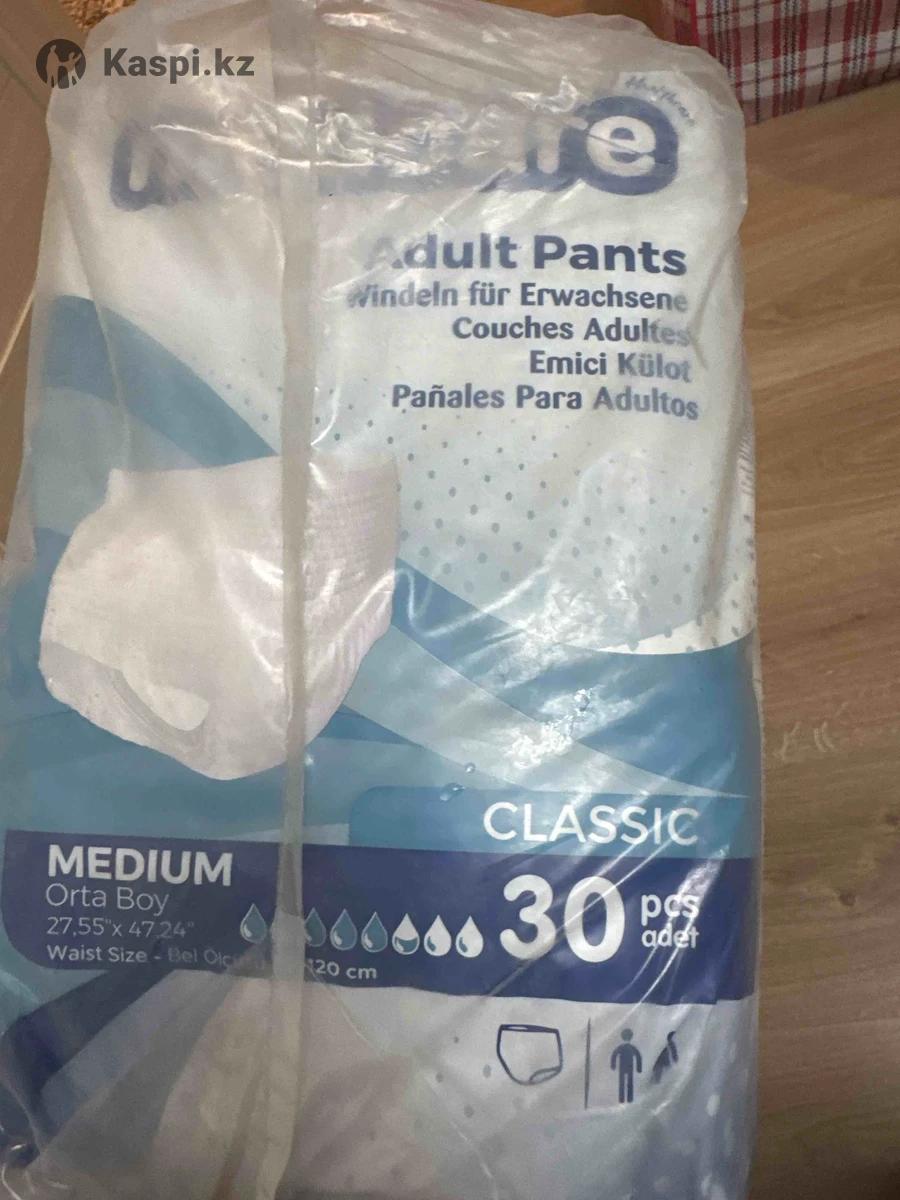 Kaspi.kz
Adult Pants
Windeln für Erwachsene
Couches Adultes
Emici Külot
Pañales Para Adultos
CLASSIC
MEDIUM
Orta Boy
27,55"x 47,24"
Waist Size - Bel 120 cm
30 pcs
adet